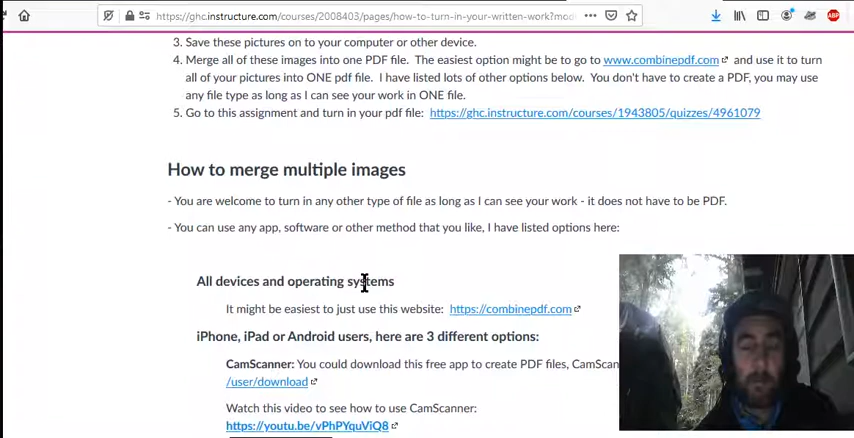 https://ghc.instructure.com/courses/2008403/pages/how-to-turn-in-your-written-work?mod
ABP
3. Save these pictures on to your computer or other device.
4. Merge all of these images into one PDF file. The easiest option might be to go to www.combinepdf.com and use it to turn
all of your pictures into ONE pdf file. I have listed lots of other options below. You don't have to create a PDF, you may use
any file type as long as I can see your work in ONE file.
5. Go to this assignment and turn in your pdf file: https://ghc.instructure.com/courses/1943805/quizzes/4961079
How to merge multiple images
- You are welcome to turn in any other type of file as long as I can see your work - it does not have to be PDF.
- You can use any app, software or other method that you like, I have listed options here:
All devices and operating systems
It might be easiest to just use this website: https://combinepdf.com
iPhone, iPad or Android users, here are 3 different options:
CamScanner: You could download this free app to create PDF files, CamScan
/user/download
Watch this video to see how to use CamScanner:
https://youtu.be/vPhPYquViQ8